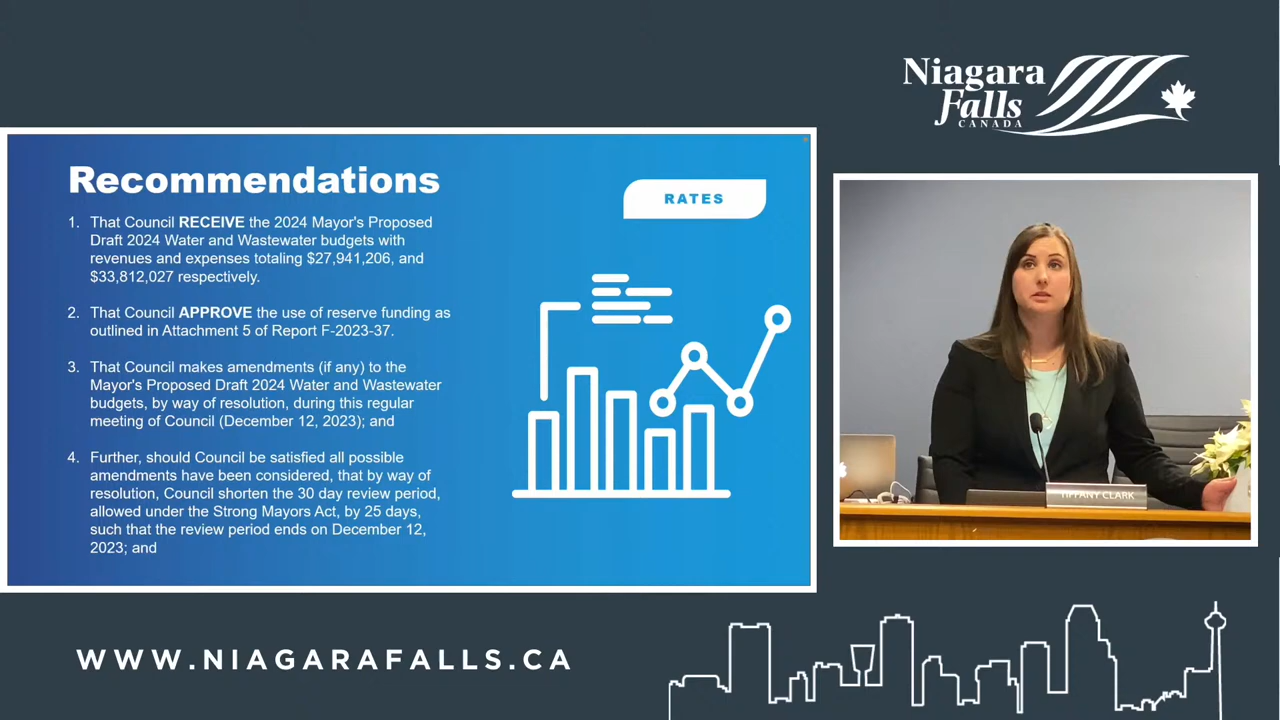 Niagara
Falls
CANADA
Recommendations
RATES
1. That Council RECEIVE the 2024 Mayor's Proposed
Draft 2024 Water and Wastewater budgets with
revenues and expenses totaling $27,941,206, and
$33,812,027 respectively.
2. That Council APPROVE the use of reserve funding as
outlined in Attachment 5 of Report F-2023-37.
3. That Council makes amendments (if any) to the
Mayor's Proposed Draft 2024 Water and Wastewater
budgets, by way of resolution, during this regular
meeting of Council (December 12, 2023); and
4. Further, should Council be satisfied all possible
amendments have been considered, that by way of
resolution, Council shorten the 30 day review period,
allowed under the Strong Mayors Act, by 25 days,
such that the review period ends on December 12,
2023; and
TIFFANY CLARK
WWW.NIAGARAFALLS.CA